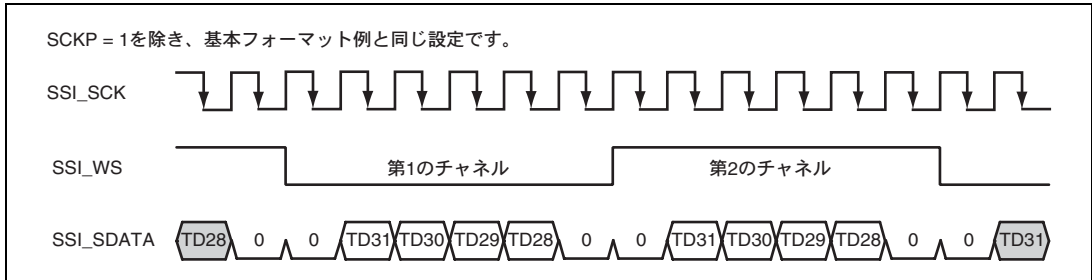 SCKP = 1を除き、基本フォーマット例と同じ設定です。
SSI_SCK
SSI_WS 第1のチャネル 第2のチャネル
SSI_SDATA TD28 0 0 TD31 TD30 TD29 TD28 0 0 TD31 TD30 TD29 TD28 0 0 TD31